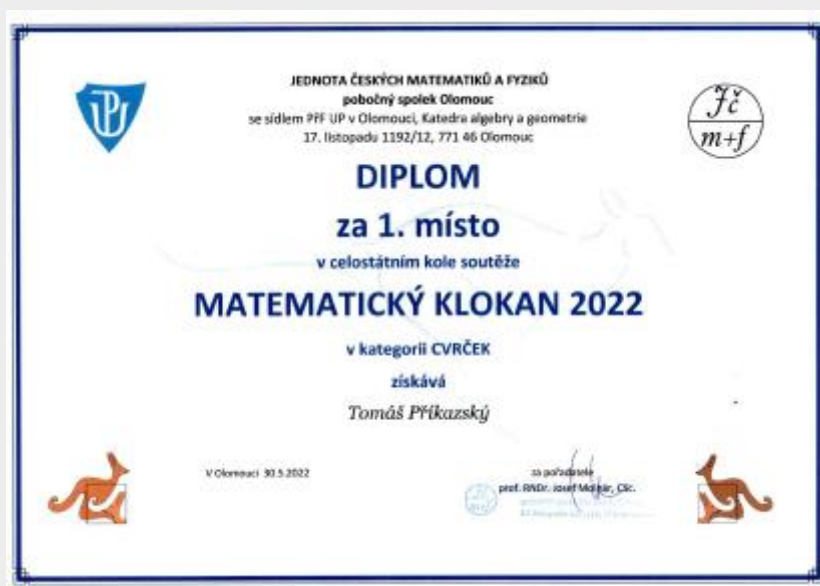 JEDNOTA ČESKÝCH MATEMATIKŮ A FYZIKŮ
pobočný spolek Olomouc
se sídlem PřF UP v Olomouci, Katedra algebry a geometrie
17. listopadu 1192/12, 771 46 Olomouc
UP
Jč
m+f
DIPLOM
za 1. místo
v celostátním kole soutěže
MATEMATICKÝ KLOKAN 2022
v kategorii CVRČEK
získává
Tomáš Příkazský
V Olomouci 30.5.2022
za pořadatele
prof. RNDr. Josef Molnár, CSc.